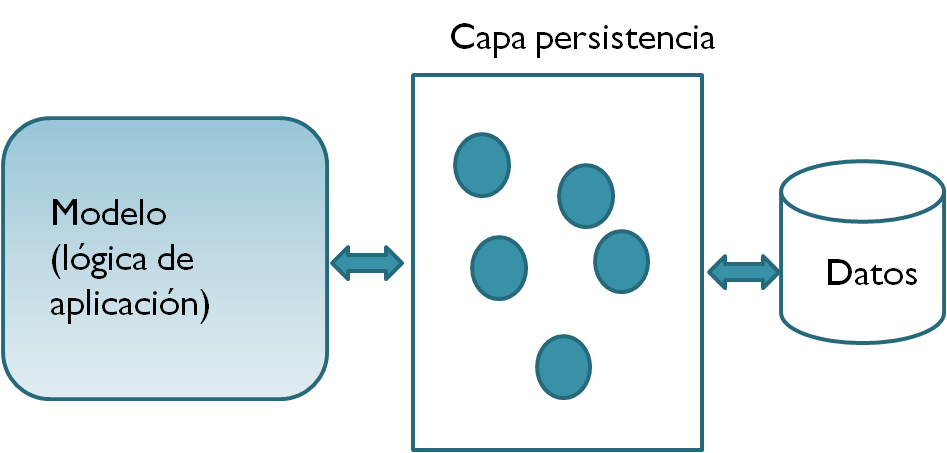 Capa persistencia
Modelo
(lógica de
aplicación)
Datos